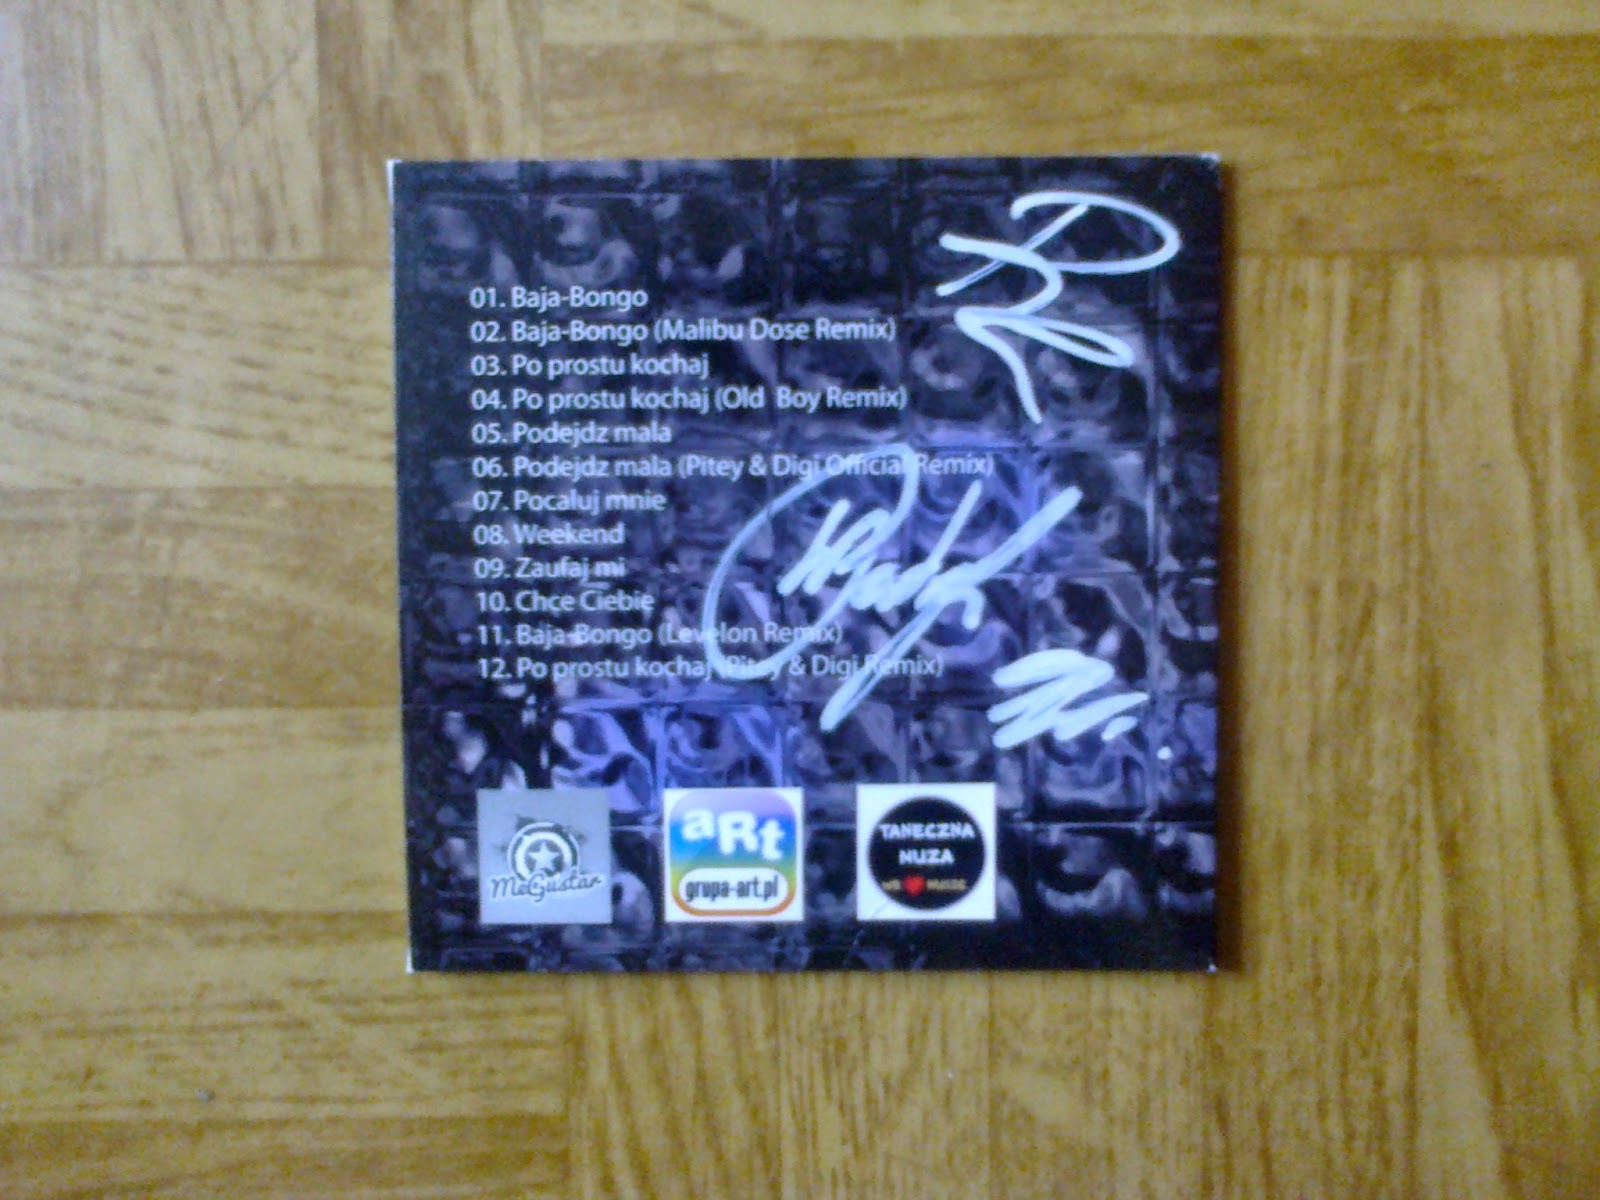 01. Baja-Bongo
02. Baja-Bongo (Malibu Dose Remix)
03. Po prostu kochaj
04. Po prostu kochaj (Old Boy Remix)
05. Podejdz mala
06. Podejdz mala (Pitey & Digi Official Remix)
07. Pocaluj mnie
08. Weekend
09. Zaufaj mi
10. Chce Ciebie
11. Baja-Bongo (Levelon Remix)
12. Po prostu kochaj (Pitey & Digi Remix)
McGustar
aRt
grupa-art.pl
TANECZNA
NUZA